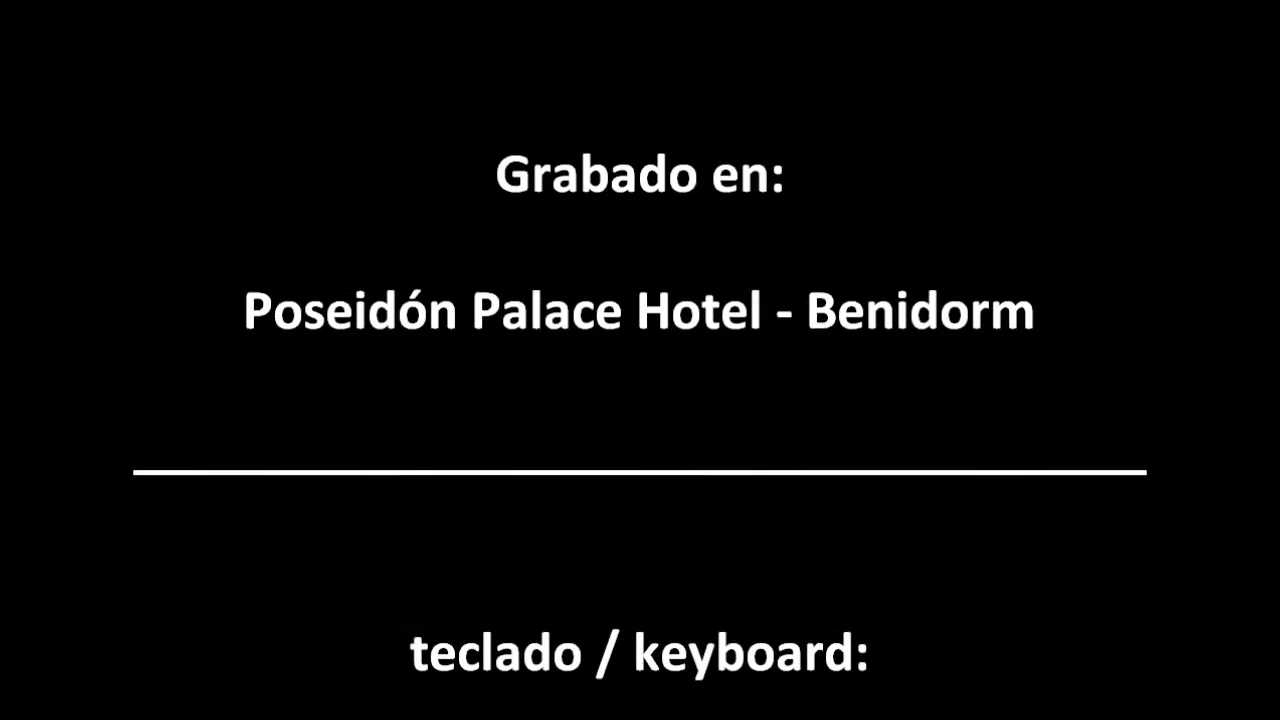 Grabado en:
Poseidón Palace Hotel - Benidorm
teclado / keyboard: